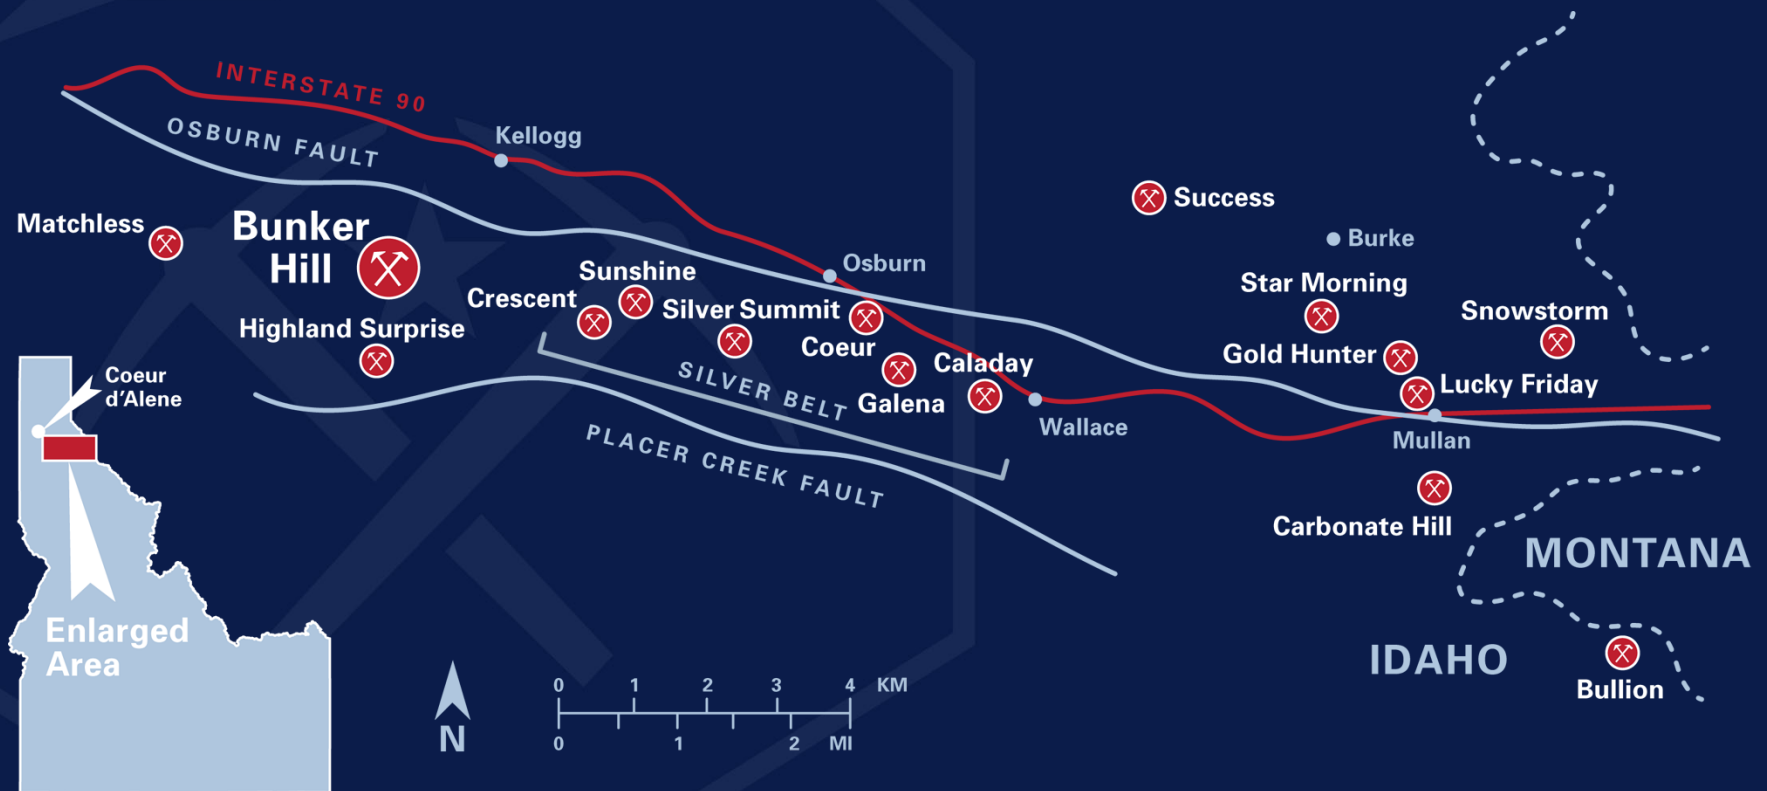 INTERSTATE 90
OSBURN FAULT
Kellogg
Matchless
Bunker
Hill
Success
Burke
Osburn
Sunshine
Crescent
Silver Summit
Star Morning
Snowstorm
Highland Surprise
Coeur
Caladay
Gold Hunter
Lucky Friday
Galena
SILVER BELT
Wallace
Mullan
Coeur
d'Alene
PLACER CREEK FAULT
Carbonate Hill
MONTANA
Enlarged
Area
IDAHO
Bullion
0 1 2 3 4 KM
N
0 1 2 MI